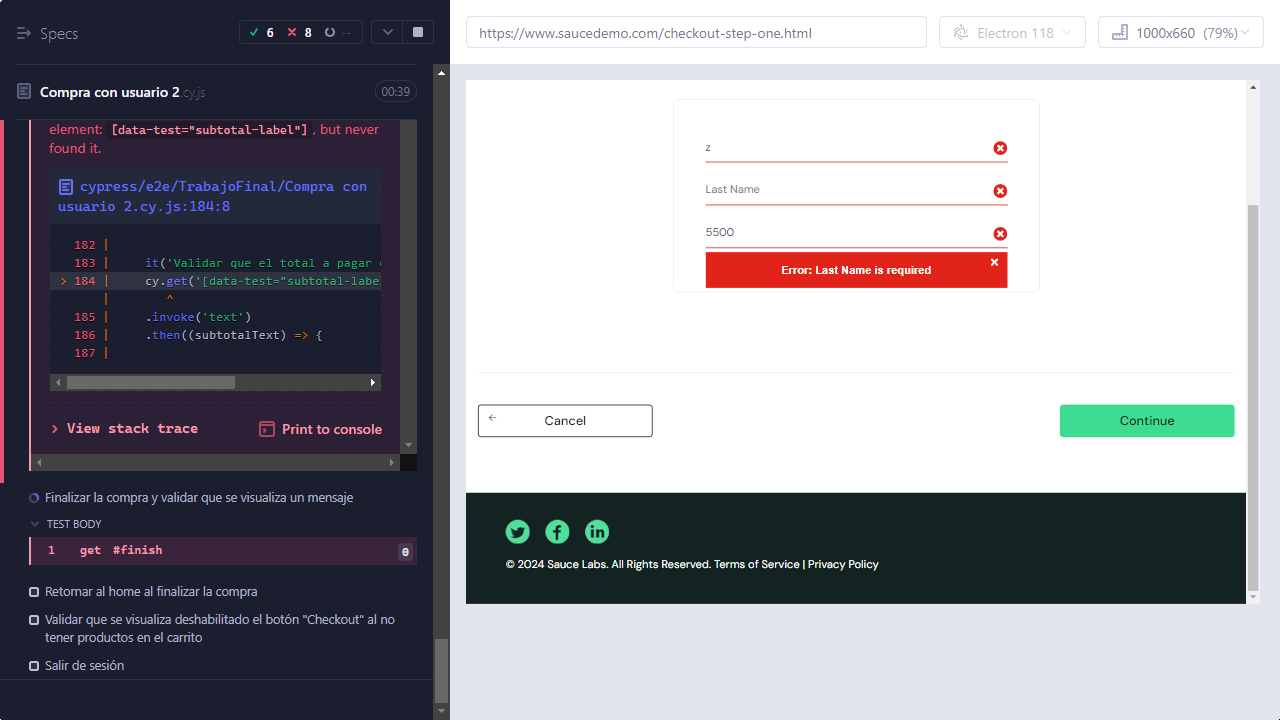 Specs
6
8
--
Compra con usuario 2.cy.js
00:39
element: [data-test="subtotal-label"], but never
found it.
cypress/e2e/TrabajoFinal/Compra con
usuario 2.cy.js:184:8
182 |
183 | it('Validar que el total a pagar
> 184 | cy.get('[data-test="subtotal-labe
| ^
185 | .invoke('text')
186 | .then((subtotalText) => {
187 |
View stack trace
Print to console
Finalizar la compra y validar que se visualiza un mensaje
TEST BODY
1 get #finish 0
Retornar al home al finalizar la compra
Validar que se visualiza deshabilitado el botón "Checkout" al no
tener productos en el carrito
Salir de sesión
https://www.saucedemo.com/checkout-step-one.html
Electron 118
1000x660 (79%)
z
Last Name
5500
Error: Last Name is required
Cancel
Continue
© 2024 Sauce Labs. All Rights Reserved. Terms of Service | Privacy Policy